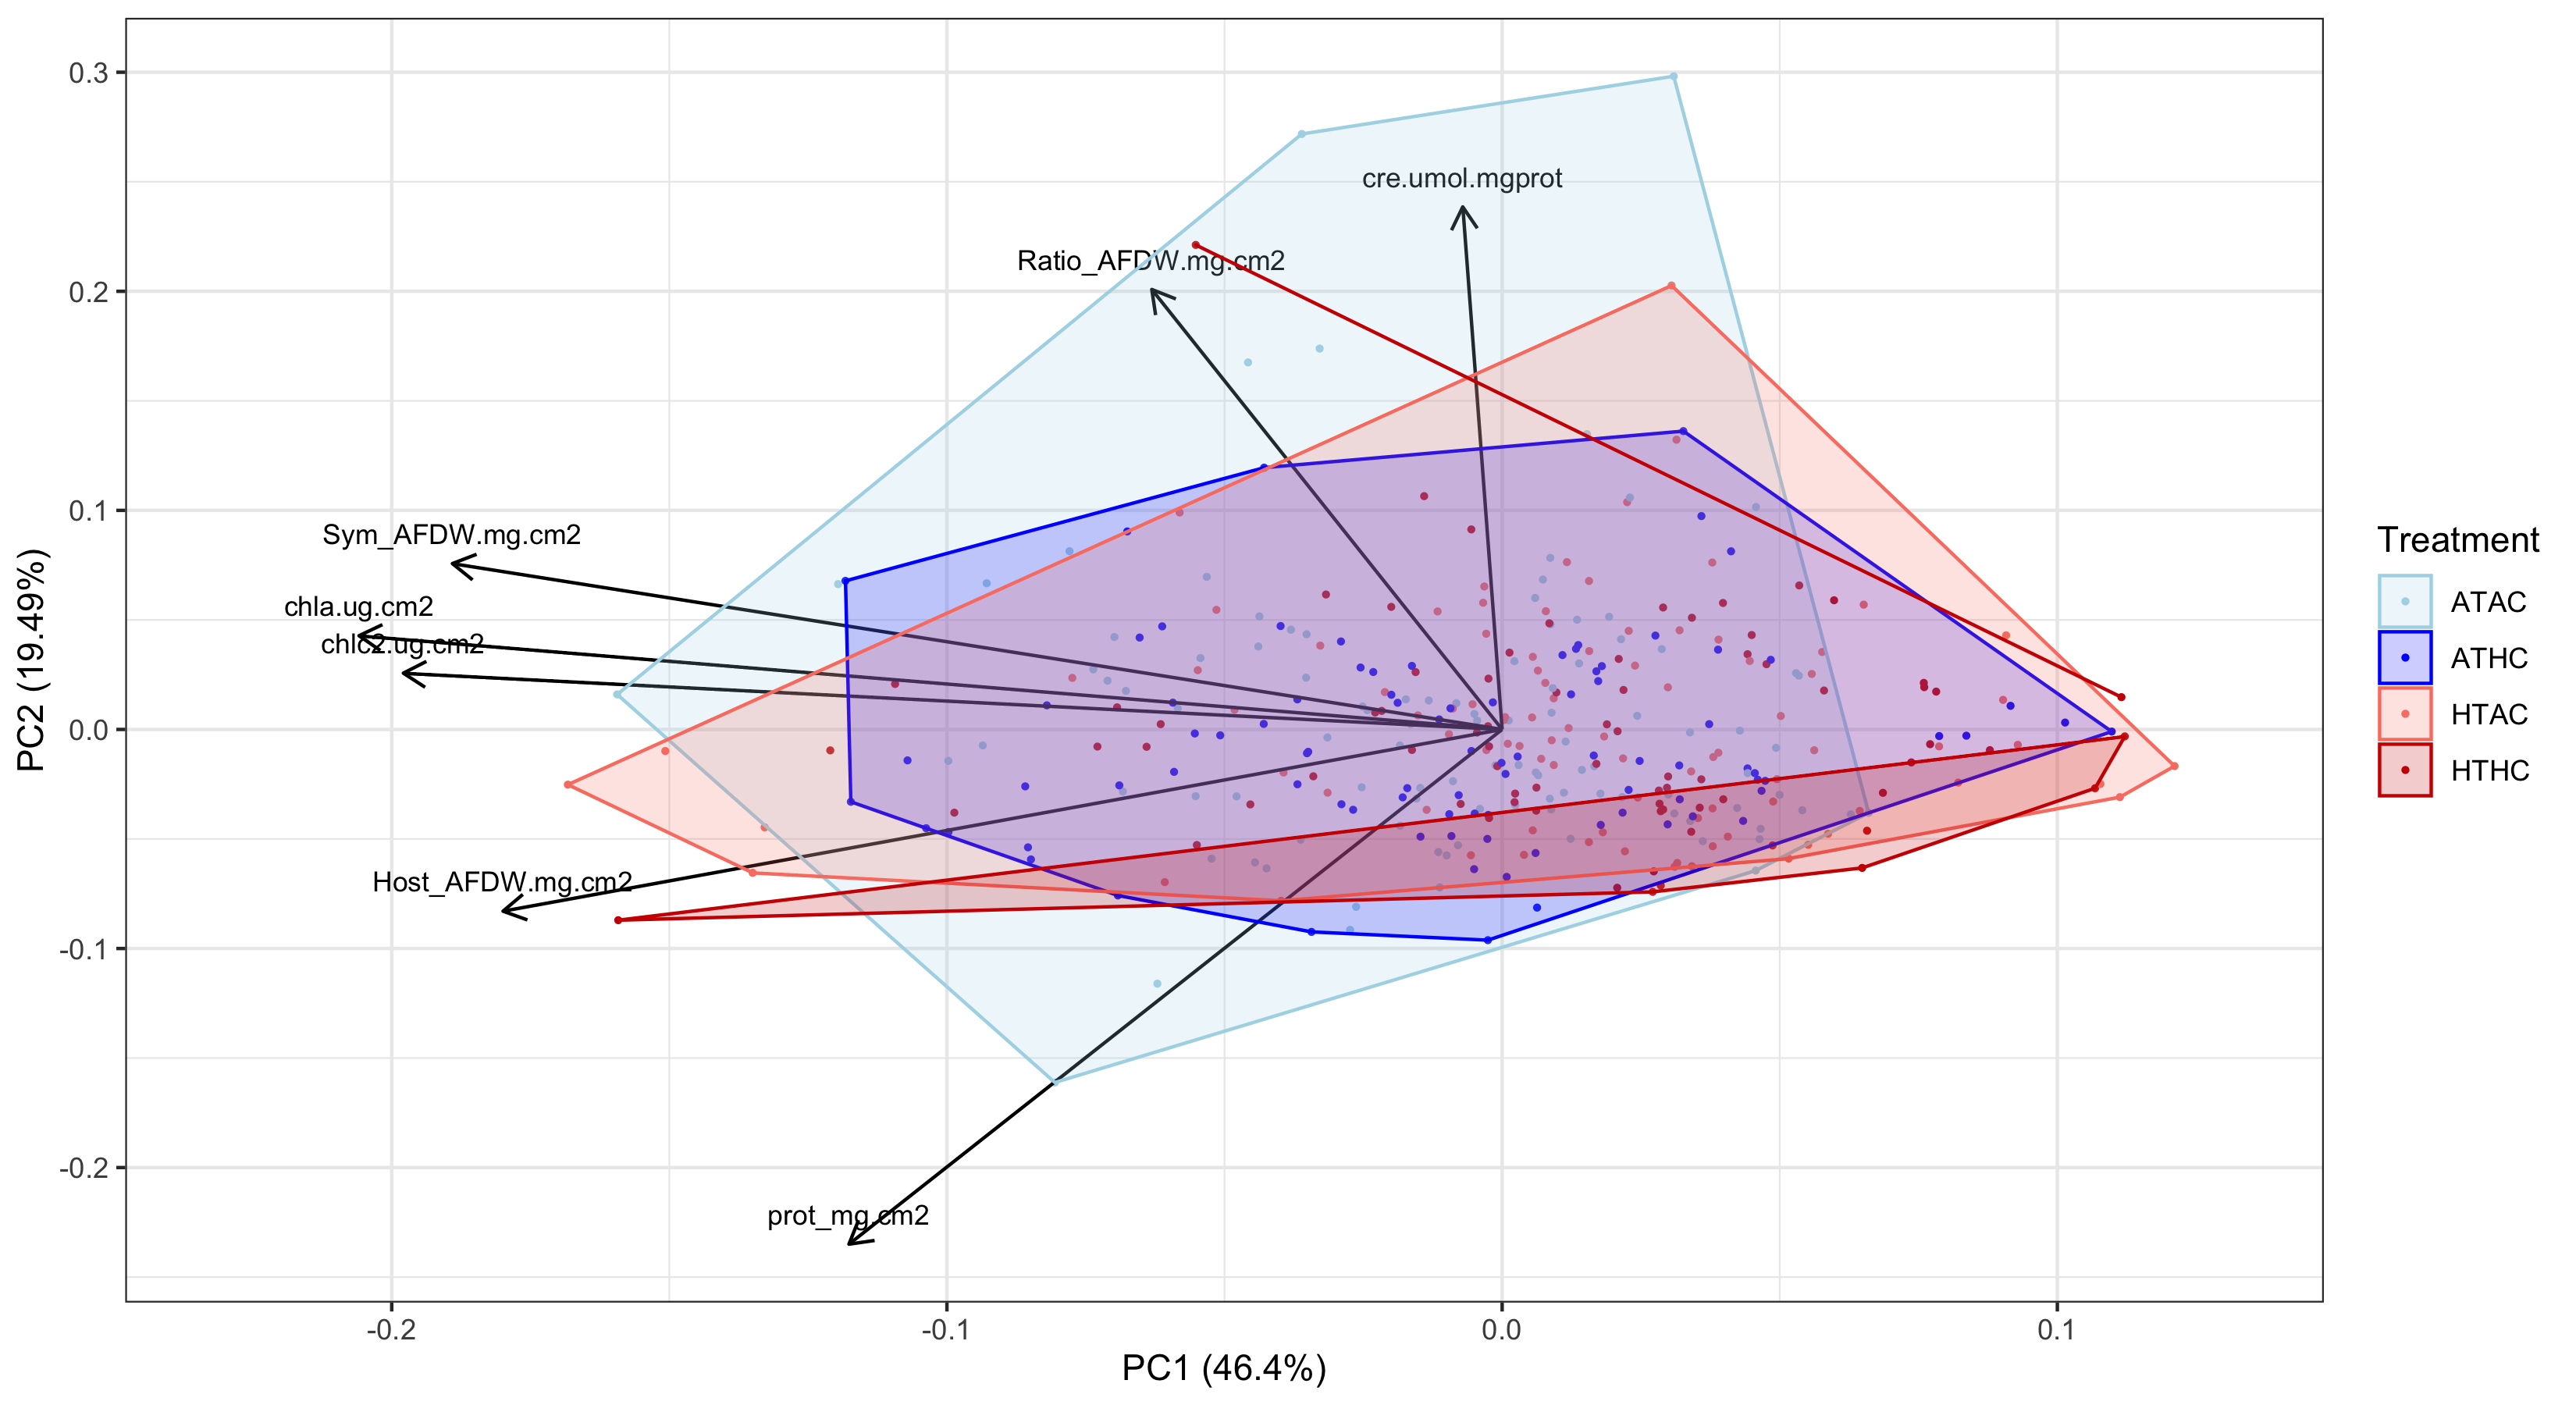 0.3
0.2
0.1
0.0
-0.1
-0.2
PC2 (19.49%)
cre.umol.mgprot
Ratio_AFDW.mg.cm2
Sym_AFDW.mg.cm2
chla.ug.cm2
chlc2.ug.cm2
Host_AFDW.mg.cm2
prot_mg.cm2
-0.2
-0.1
0.0
0.1
PC1 (46.4%)
Treatment
ATAC
ATHC
HTAC
HTHC